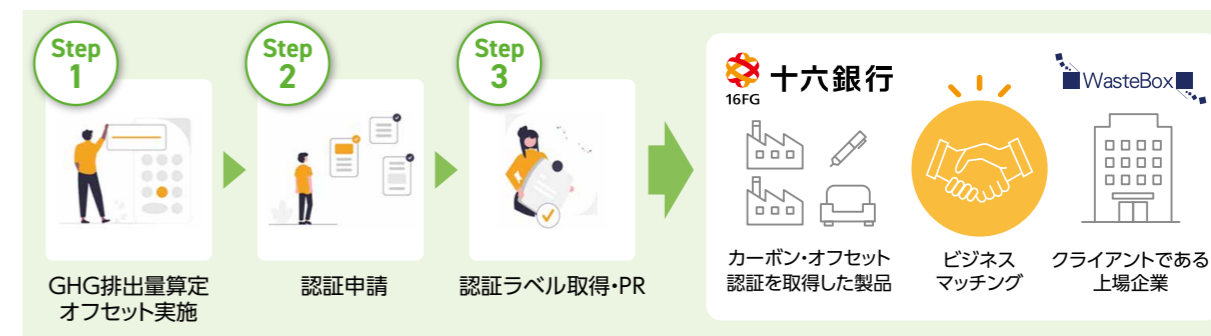 Step
1
GHG排出量算定
オフセット実施
Step
2
認証申請
Step
3
認証ラベル取得・PR
16FG
十六銀行
カーボン・オフセット
認証を取得した製品
ビジネス
マッチング
WasteBox
クライアントである
上場企業